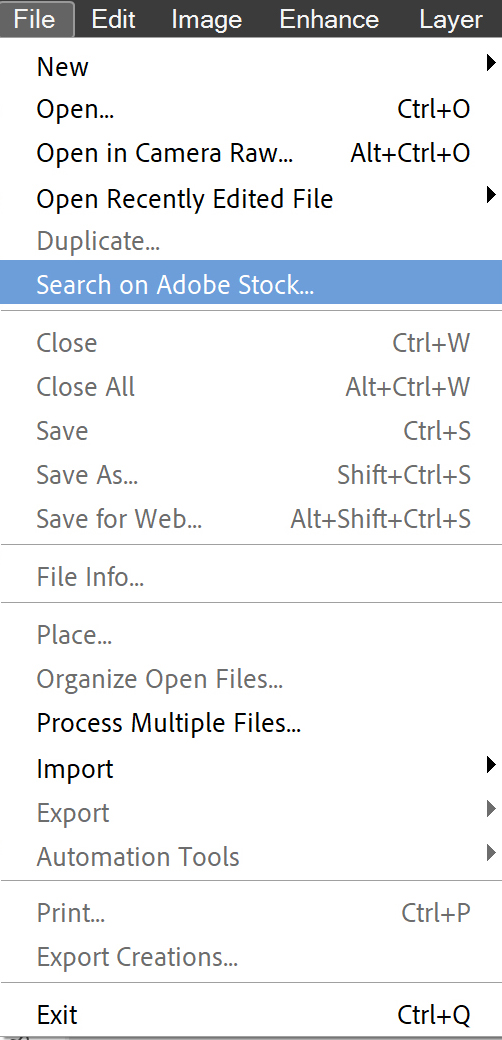 File Edit Image Enhance Layer
New
Open... Ctrl+O
Open in Camera Raw... Alt+Ctrl+O
Open Recently Edited File
Duplicate...
Search on Adobe Stock...
Close Ctrl+W
Close All Alt+Ctrl+W
Save Ctrl+S
Save As... Shift+Ctrl+S
Save for Web... Alt+Shift+Ctrl+S
File Info...
Place...
Organize Open Files...
Process Multiple Files...
Import
Export
Automation Tools
Print... Ctrl+P
Export Creations...
Exit Ctrl+Q